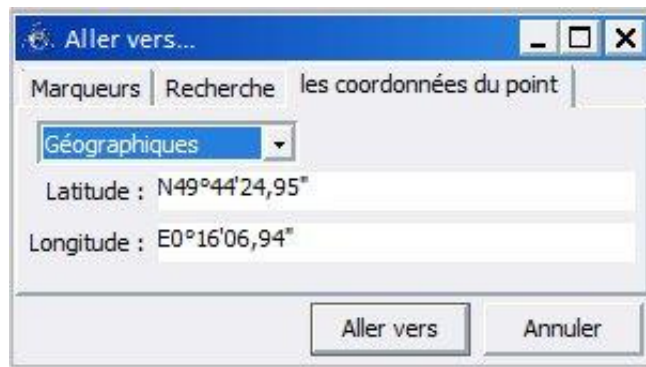 Aller vers...
Marqueurs Recherche les coordonnées du point
Géographiques
Latitude : N49°44'24,95"
Longitude : E0°16'06,94"
Aller vers Annuler